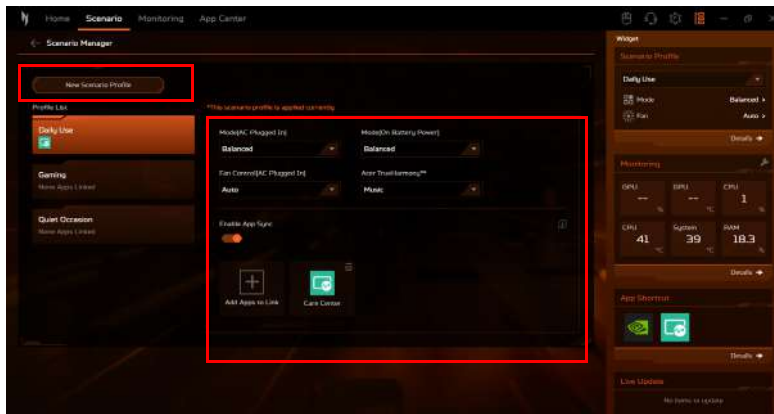 Home Scenario Monitoring App Center
Scenario Manager
New Scenario Profile
Profile List
Daily Use
Gaming
None Apps Linked
Quiet Occasion
None Apps Linked
**This scenario profile is applied currently
Mode(AC Plugged In) Mode(On Battery Power)
Balanced Balanced
Fan Control(AC Plugged In) Acer TrueHarmony™
Auto Music
Enable App Sync
Add Apps to Link Care Center
Widget
Scenario Profile
Daily Use
Mode Balanced >
Fan Auto >
Details
Monitoring
GPU GPU CPU
-- -- 1
% °C %
CPU System RAM
41 39 18.3
°C °C %
Details
App Shortcut
Details
Live Update
No items to update